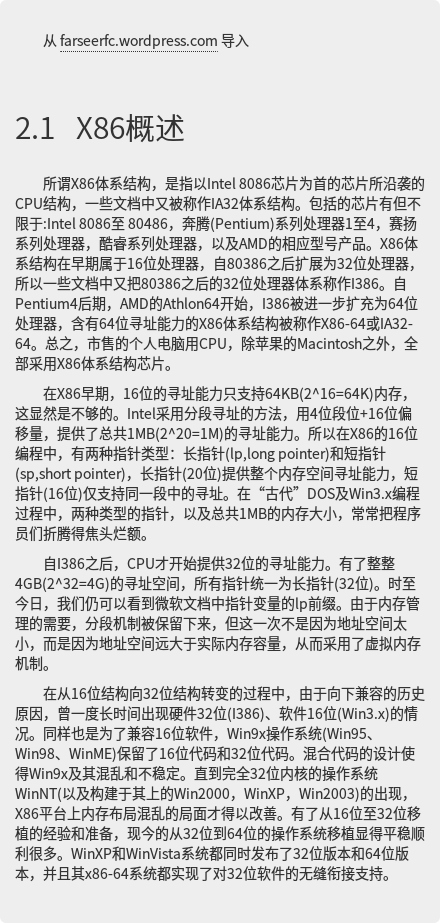 从 farseerfc.wordpress.com 导入
2.1 X86概述
所谓X86体系结构，是指以Intel 8086芯片为首的芯片所沿袭的
CPU结构，一些文档中又被称作IA32体系结构。包括的芯片有但不
限于:Intel 8086至 80486，奔腾(Pentium)系列处理器1至4，赛扬
系列处理器，酷睿系列处理器，以及AMD的相应型号产品。X86体
系结构在早期属于16位处理器，自80386之后扩展为32位处理器，
所以一些文档中又把80386之后的32位处理器体系称作I386。自
Pentium4后期，AMD的Athlon64开始，I386被进一步扩充为64位
处理器，含有64位寻址能力的X86体系结构被称作X86-64或IA32-
64。总之，市售的个人电脑用CPU，除苹果的Macintosh之外，全
部采用X86体系结构芯片。
在X86早期，16位的寻址能力只支持64KB(2^16=64K)内存，
这显然是不够的。Intel采用分段寻址的方法，用4位段位+16位偏
移量，提供了总共1MB(2^20=1M)的寻址能力。所以在X86的16位
编程中，有两种指针类型：长指针(lp,long pointer)和短指针
(sp,short pointer)，长指针(20位)提供整个内存空间寻址能力，短
指针(16位)仅支持同一段中的寻址。在“古代”DOS及Win3.x编程
过程中，两种类型的指针，以及总共1MB的内存大小，常常把程序
员们折腾得焦头烂额。
自I386之后，CPU才开始提供32位的寻址能力。有了整整
4GB(2^32=4G)的寻址空间，所有指针统一为长指针(32位)。时至
今日，我们仍可以看到微软文档中指针变量的lp前缀。由于内存管
理的需要，分段机制被保留下来，但这一次不是因为地址空间太
小，而是因为地址空间远大于实际内存容量，从而采用了虚拟内存
机制。
在从16位结构向32位结构转变的过程中，由于向下兼容的历史
原因，曾一度长时间出现硬件32位(I386)、软件16位(Win3.x)的情
况。同样也是为了兼容16位软件，Win9x操作系统(Win95、
Win98、WinME)保留了16位代码和32位代码。混合代码的设计使
得Win9x及其混乱和不稳定。直到完全32位内核的操作系统
WinNT(以及构建于其上的Win2000，WinXP，Win2003)的出现，
X86平台上内存布局混乱的局面才得以改善。有了从16位至32位移
植的经验和准备，现今的从32位到64位的操作系统移植显得平稳顺
利很多。WinXP和WinVista系统都同时发布了32位版本和64位版
本，并且其x86-64系统都实现了对32位软件的无缝衔接支持。